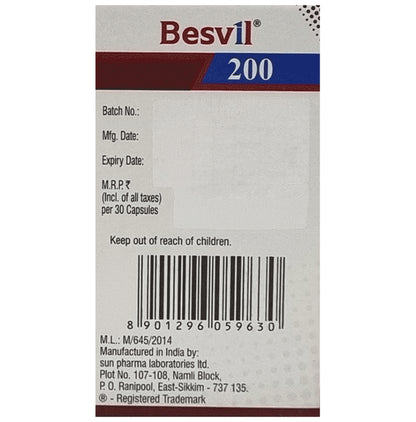 Besvil®
200
Batch No.:
Mfg. Date:
Expiry Date:
M.R.P. ₹
(Incl. of all taxes)
per 30 Capsules
Keep out of reach of children.
8 901296 059630
M.L.: M/645/2014
Manufactured in India by:
sun pharma laboratories ltd.
Plot No. 107-108, Namli Block,
P. O. Ranipool, East-Sikkim - 737 135.
® - Registered Trademark